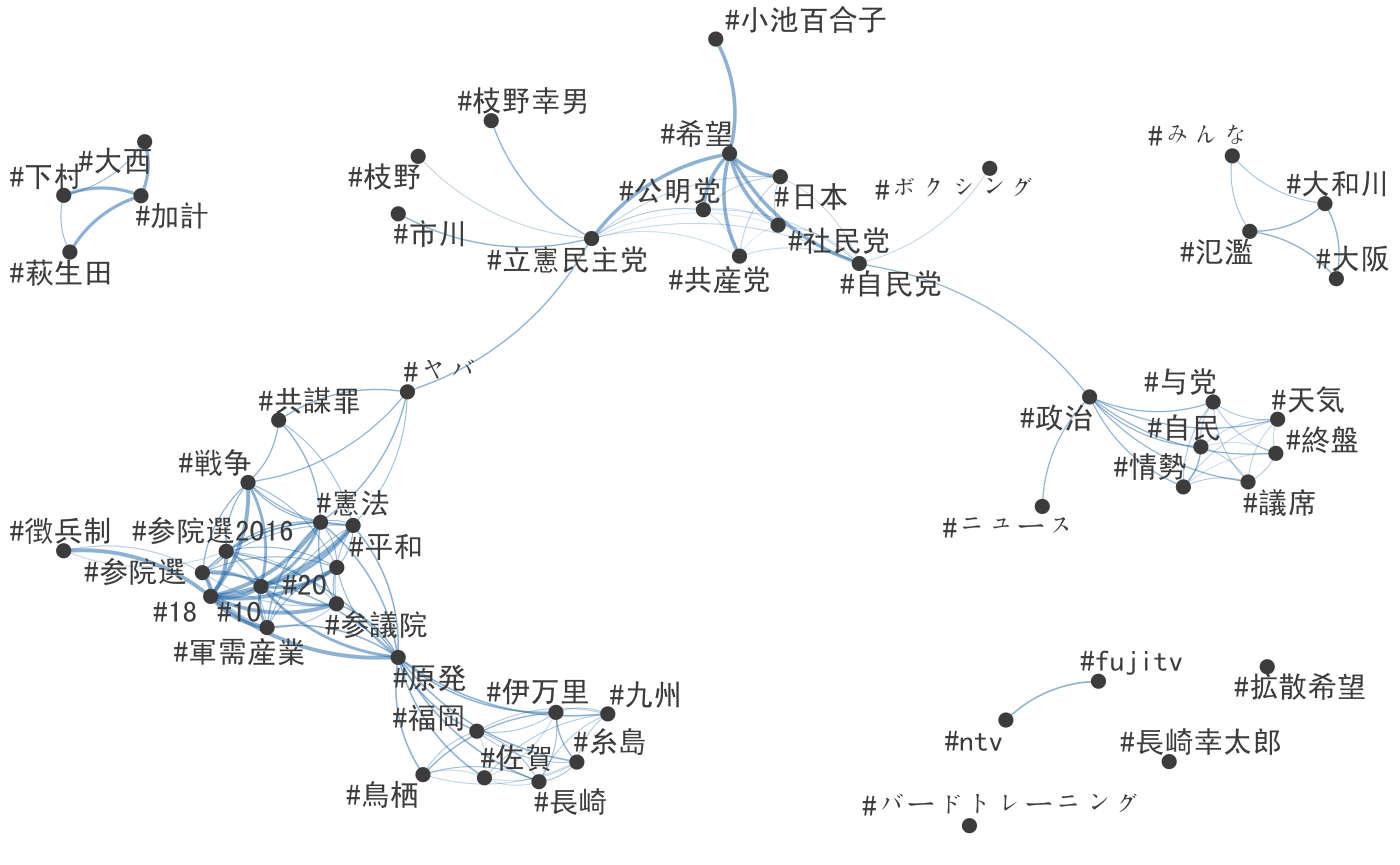 #小池百合子
#枝野幸男
#希望
#みんな
#大西
#下村
#枝野
#公明党
#日本
#ボクシング
#大和川
#加計
#市川
#立憲民主党
#社民党
#氾濫
#大阪
#萩生田
#共産党
#自民党
#ヤバ
#共謀罪
#与党
#天気
#政治
#自民
#終盤
#戦争
#情勢
#憲法
#議席
#ニュース
#徴兵制
#参院選2016
#平和
#参院選
#20
#18
#10
#参議院
#軍需産業
#原発
#fujitv
#拡散希望
#伊万里
#九州
#福岡
#糸島
#ntv
#長崎幸太郎
#佐賀
#鳥栖
#長崎
#バードトレーニング